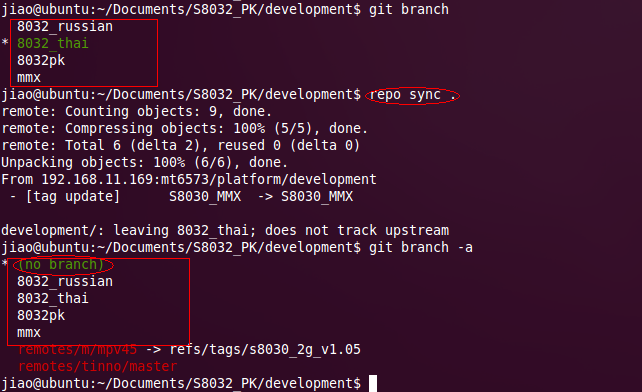 jiao@ubuntu:~/Documents/S8032_PK/development$ git branch
8032_russian
* 8032_thai
8032pk
mmx
jiao@ubuntu:~/Documents/S8032_PK/development$ repo sync .
remote: Counting objects: 9, done.
remote: Compressing objects: 100% (5/5), done.
remote: Total 6 (delta 2), reused 0 (delta 0)
Unpacking objects: 100% (6/6), done.
From 192.168.11.169:mt6573/platform/development
- [tag update] S8030_MMX -> S8030_MMX
development/: leaving 8032_thai; does not track upstream
jiao@ubuntu:~/Documents/S8032_PK/development$ git branch -a
* (no branch)
8032_russian
8032_thai
8032pk
mmx
remotes/m/mpv45 -> refs/tags/s8030_2g_v1.05
remotes/tinno/master
jiao@ubuntu:~/Documents/S8032_PK/development$